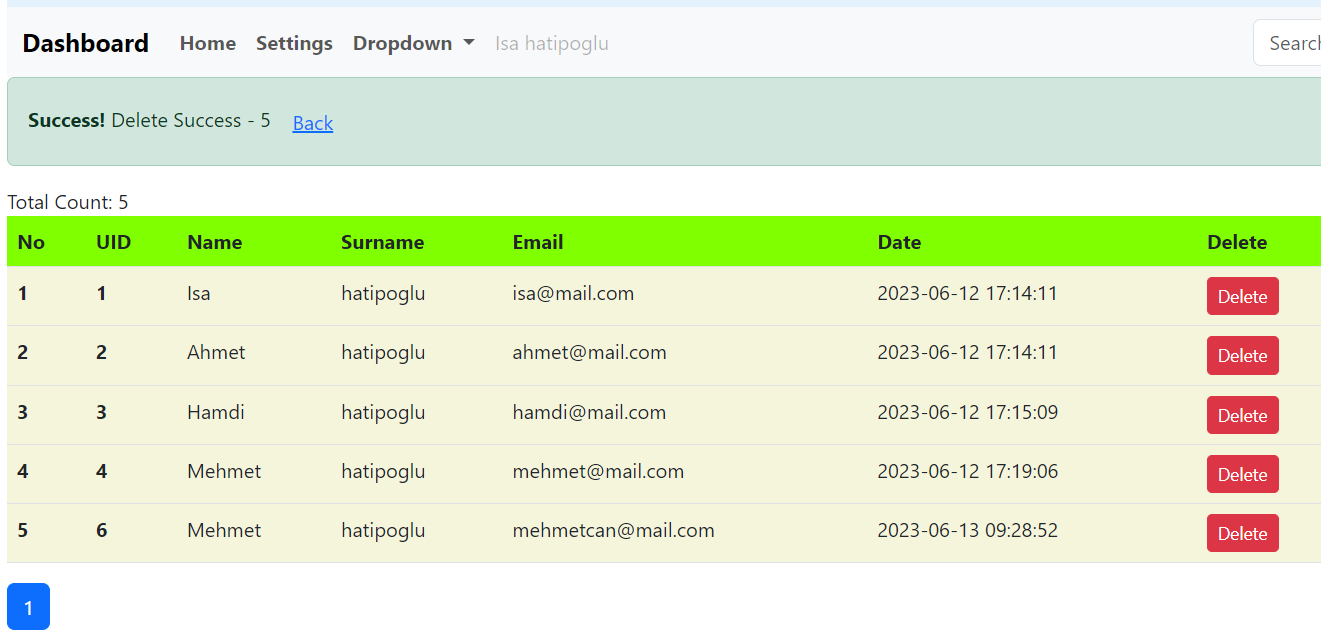 Dashboard Home Settings Dropdown Isa hatipoglu Search
Success! Delete Success - 5 Back
Total Count: 5
No UID Name Surname Email Date Delete
1 1 Isa hatipoglu isa@mail.com 2023-06-12 17:14:11 Delete
2 2 Ahmet hatipoglu ahmet@mail.com 2023-06-12 17:14:11 Delete
3 3 Hamdi hatipoglu hamdi@mail.com 2023-06-12 17:15:09 Delete
4 4 Mehmet hatipoglu mehmet@mail.com 2023-06-12 17:19:06 Delete
5 6 Mehmet hatipoglu mehmetcan@mail.com 2023-06-13 09:28:52 Delete
1